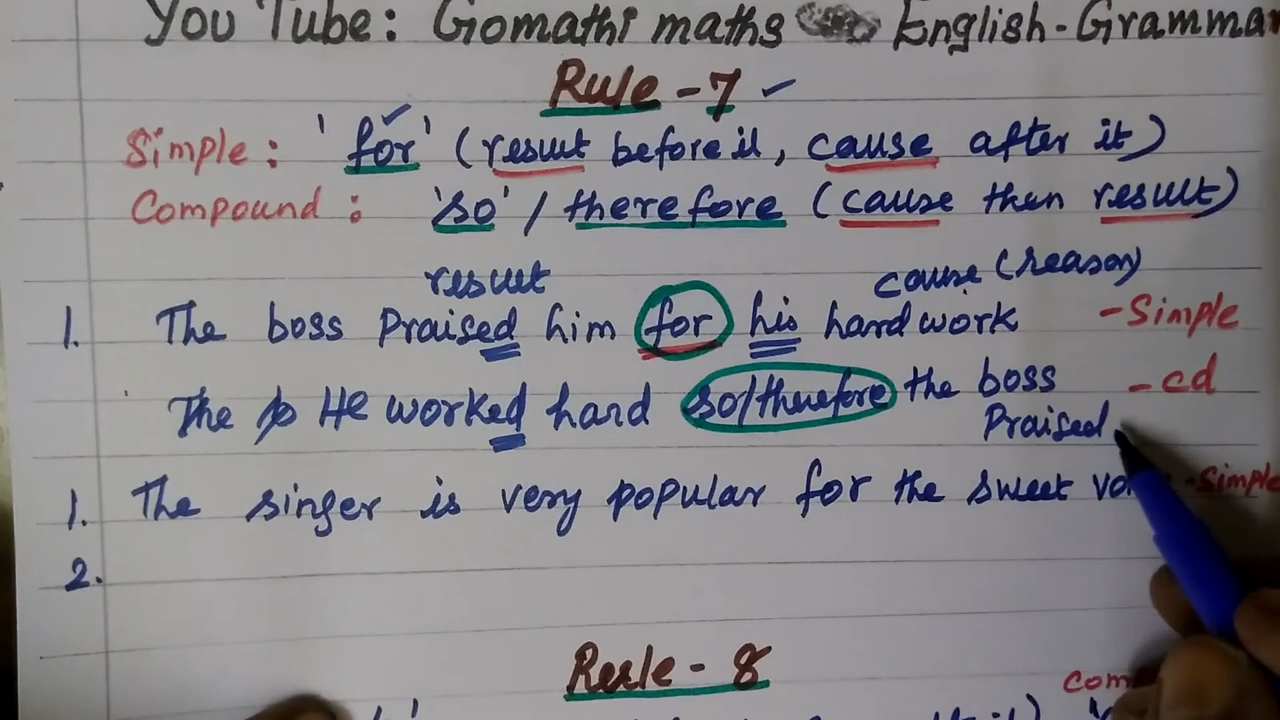 You Tube: Gomathi maths English-Gramma
Rule - 7
Simple: 'for' (result before it, cause after it)
Compound: 'so' / therefore (cause then result)
result cause (reason)
1. The boss Praised him for his hardwork - Simple
The He worked hard so/therefore the boss - cd
Praised
1. The singer is very popular for the sweet - Simple
2.
Rule - 8